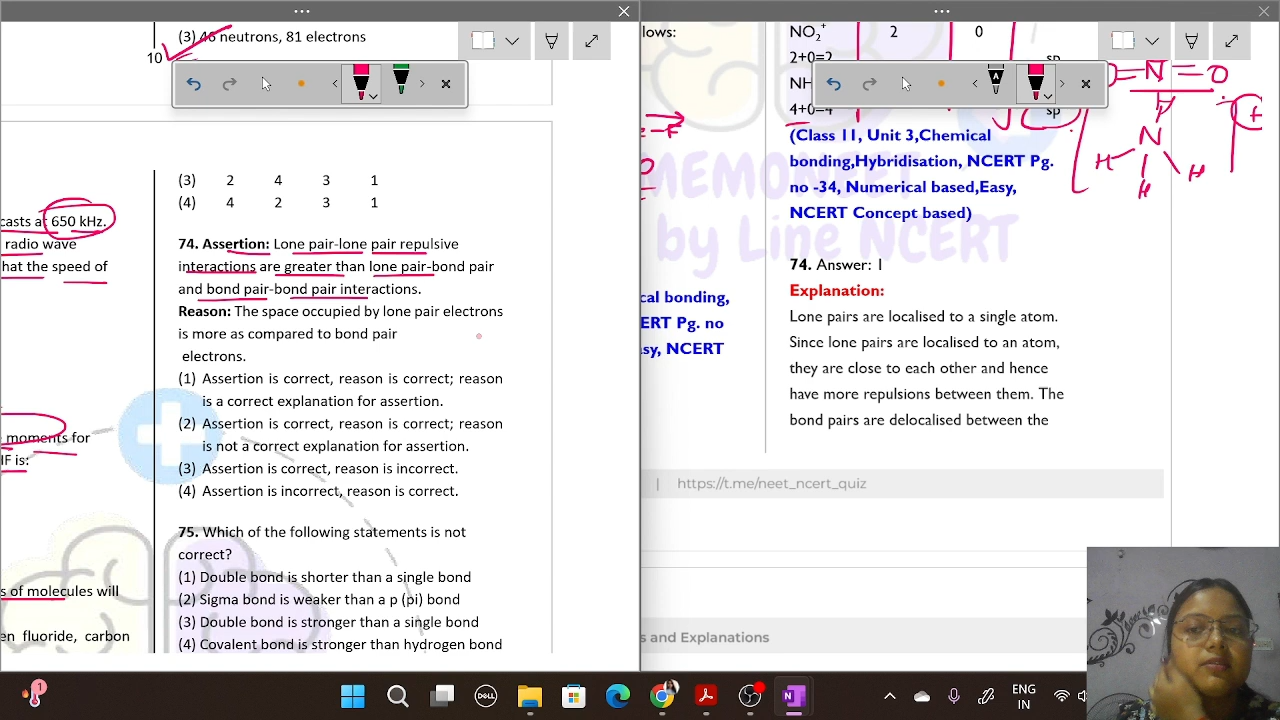 (3) 46 neutrons, 81 electrons
10
casts at 650 kHz.
radio wave
hat the speed of
moments for
IF is:
s of molecules will
en fluoride, carbon
(3) 2 4 3 1
(4) 4 2 3 1
74. Assertion: Lone pair-lone pair repulsive
interactions are greater than lone pair-bond pair
and bond pair-bond pair interactions.
Reason: The space occupied by lone pair electrons
is more as compared to bond pair
electrons.
(1) Assertion is correct, reason is correct; reason
is a correct explanation for assertion.
(2) Assertion is correct, reason is correct; reason
is not a correct explanation for assertion.
(3) Assertion is correct, reason is incorrect.
(4) Assertion is incorrect, reason is correct.
75. Which of the following statements is not
correct?
(1) Double bond is shorter than a single bond
(2) Sigma bond is weaker than a p (pi) bond
(3) Double bond is stronger than a single bond
(4) Covalent bond is stronger than hydrogen bond
lows:
cal bonding,
ERT Pg. no
sy, NCERT
NO₂⁺ 2 0
2+0=2 sp
NH
4+0=4 sp
(Class 11, Unit 3,Chemical
bonding,Hybridisation, NCERT Pg.
no -34, Numerical based,Easy,
NCERT Concept based)
MEMONEET
by Line NCERT
74. Answer: 1
Explanation:
Lone pairs are localised to a single atom.
Since lone pairs are localised to an atom,
they are close to each other and hence
have more repulsions between them. The
bond pairs are delocalised between the
| https://t.me/neet_ncert_quiz
s and Explanations
=N=O
H
N
H H
H
1
DELL
ENG
IN